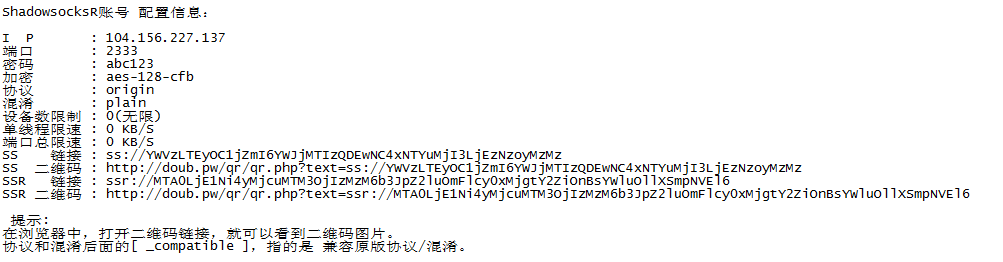 ShadowsocksR账号 配置信息：
I  P       : 104.156.227.137
端口       : 2333
密码       : abc123
加密       : aes-128-cfb
协议       : origin
混淆       : plain
设备数限制 : 0(无限)
单线程限速 : 0 KB/S
端口总限速 : 0 KB/S
SS   链接 : ss://YWVzLTEyOC1jZmI6YWJjMTIzQDEwNC4xNTYuMjI3LjEzNzoyMzMz
SS  二维码 : http://doub.pw/qr/qr.php?text=ss://YWVzLTEyOC1jZmI6YWJjMTIzQDEwNC4xNTYuMjI3LjEzNzoyMzMz
SSR   链接 : ssr://MTA0LjE1Ni4yMjcuMTM3OjIzMzM6b3JpZ2luOmFlcy0xMjgtY2ZiOnBsYWluOllXSmpNVEl6
SSR 二维码 : http://doub.pw/qr/qr.php?text=ssr://MTA0LjE1Ni4yMjcuMTM3OjIzMzM6b3JpZ2luOmFlcy0xMjgtY2ZiOnBsYWluOllXSmpNVEl6
提示:
在浏览器中，打开二维码链接，就可以看到二维码图片。
协议和混淆后面的[ _compatible ]，指的是 兼容原版协议/混淆。